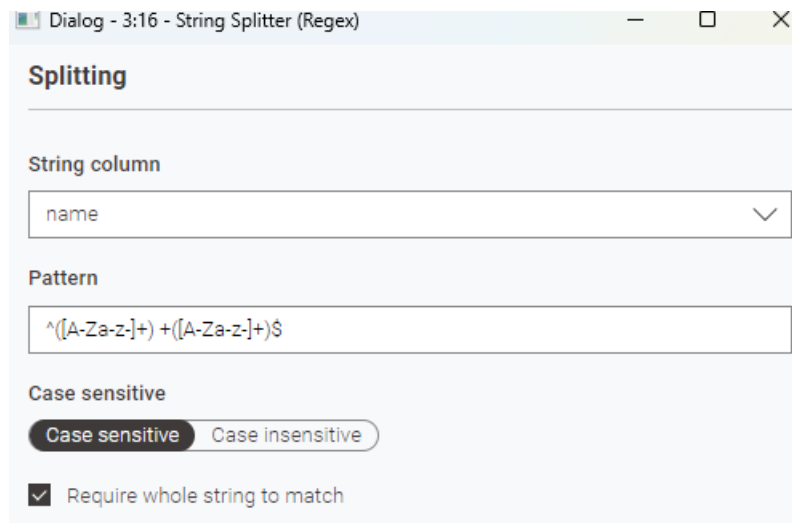 Dialog - 3:16 - String Splitter (Regex)
Splitting
String column
name
Pattern
^([A-Za-z-]+) +([A-Za-z-]+)$
Case sensitive
Case sensitive Case insensitive
Require whole string to match